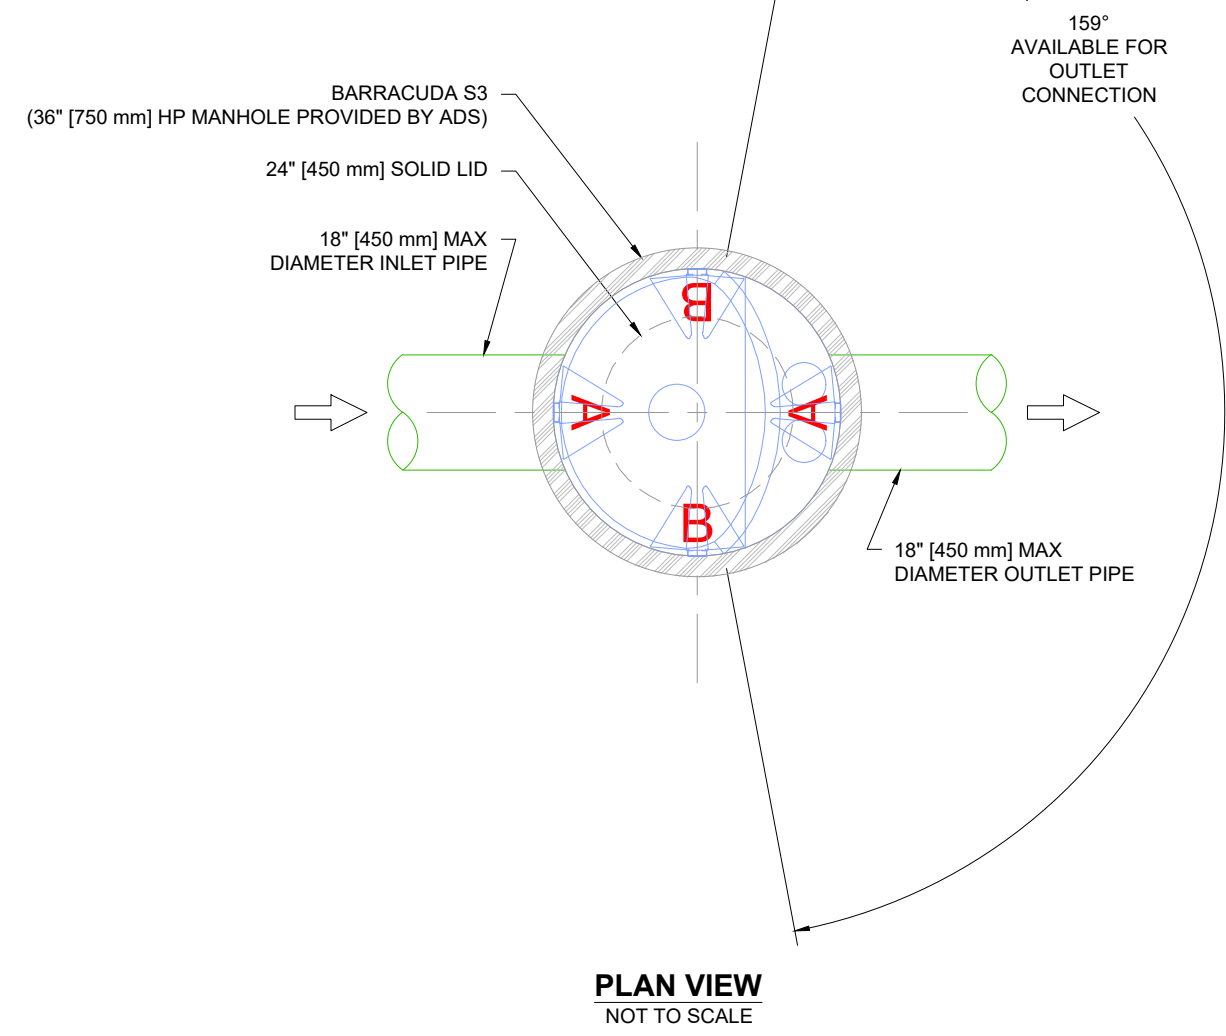 159°
AVAILABLE FOR
OUTLET
CONNECTION
BARRACUDA S3
(36" [750 mm] HP MANHOLE PROVIDED BY ADS)
24" [450 mm] SOLID LID
18" [450 mm] MAX
DIAMETER INLET PIPE
B
A
A
B
18" [450 mm] MAX
DIAMETER OUTLET PIPE
PLAN VIEW
NOT TO SCALE